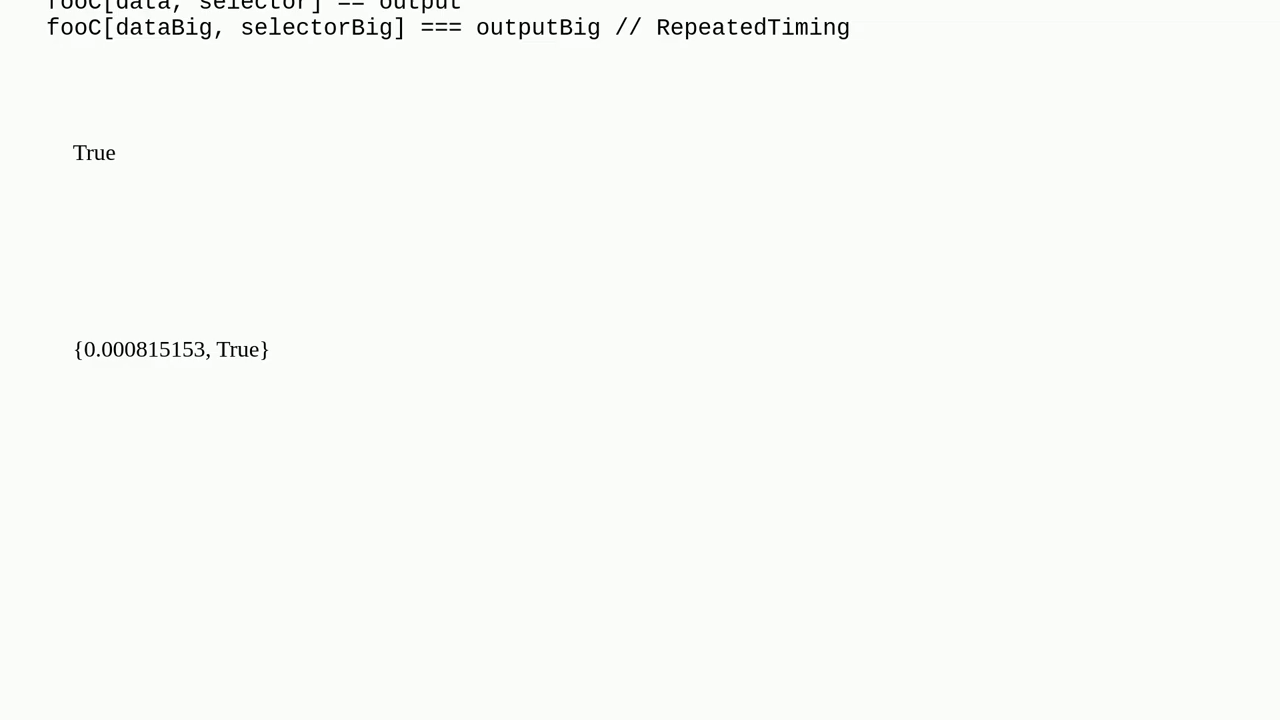 fooC[data, selector] == output
fooC[dataBig, selectorBig] === outputBig // RepeatedTiming
True
{0.000815153, True}